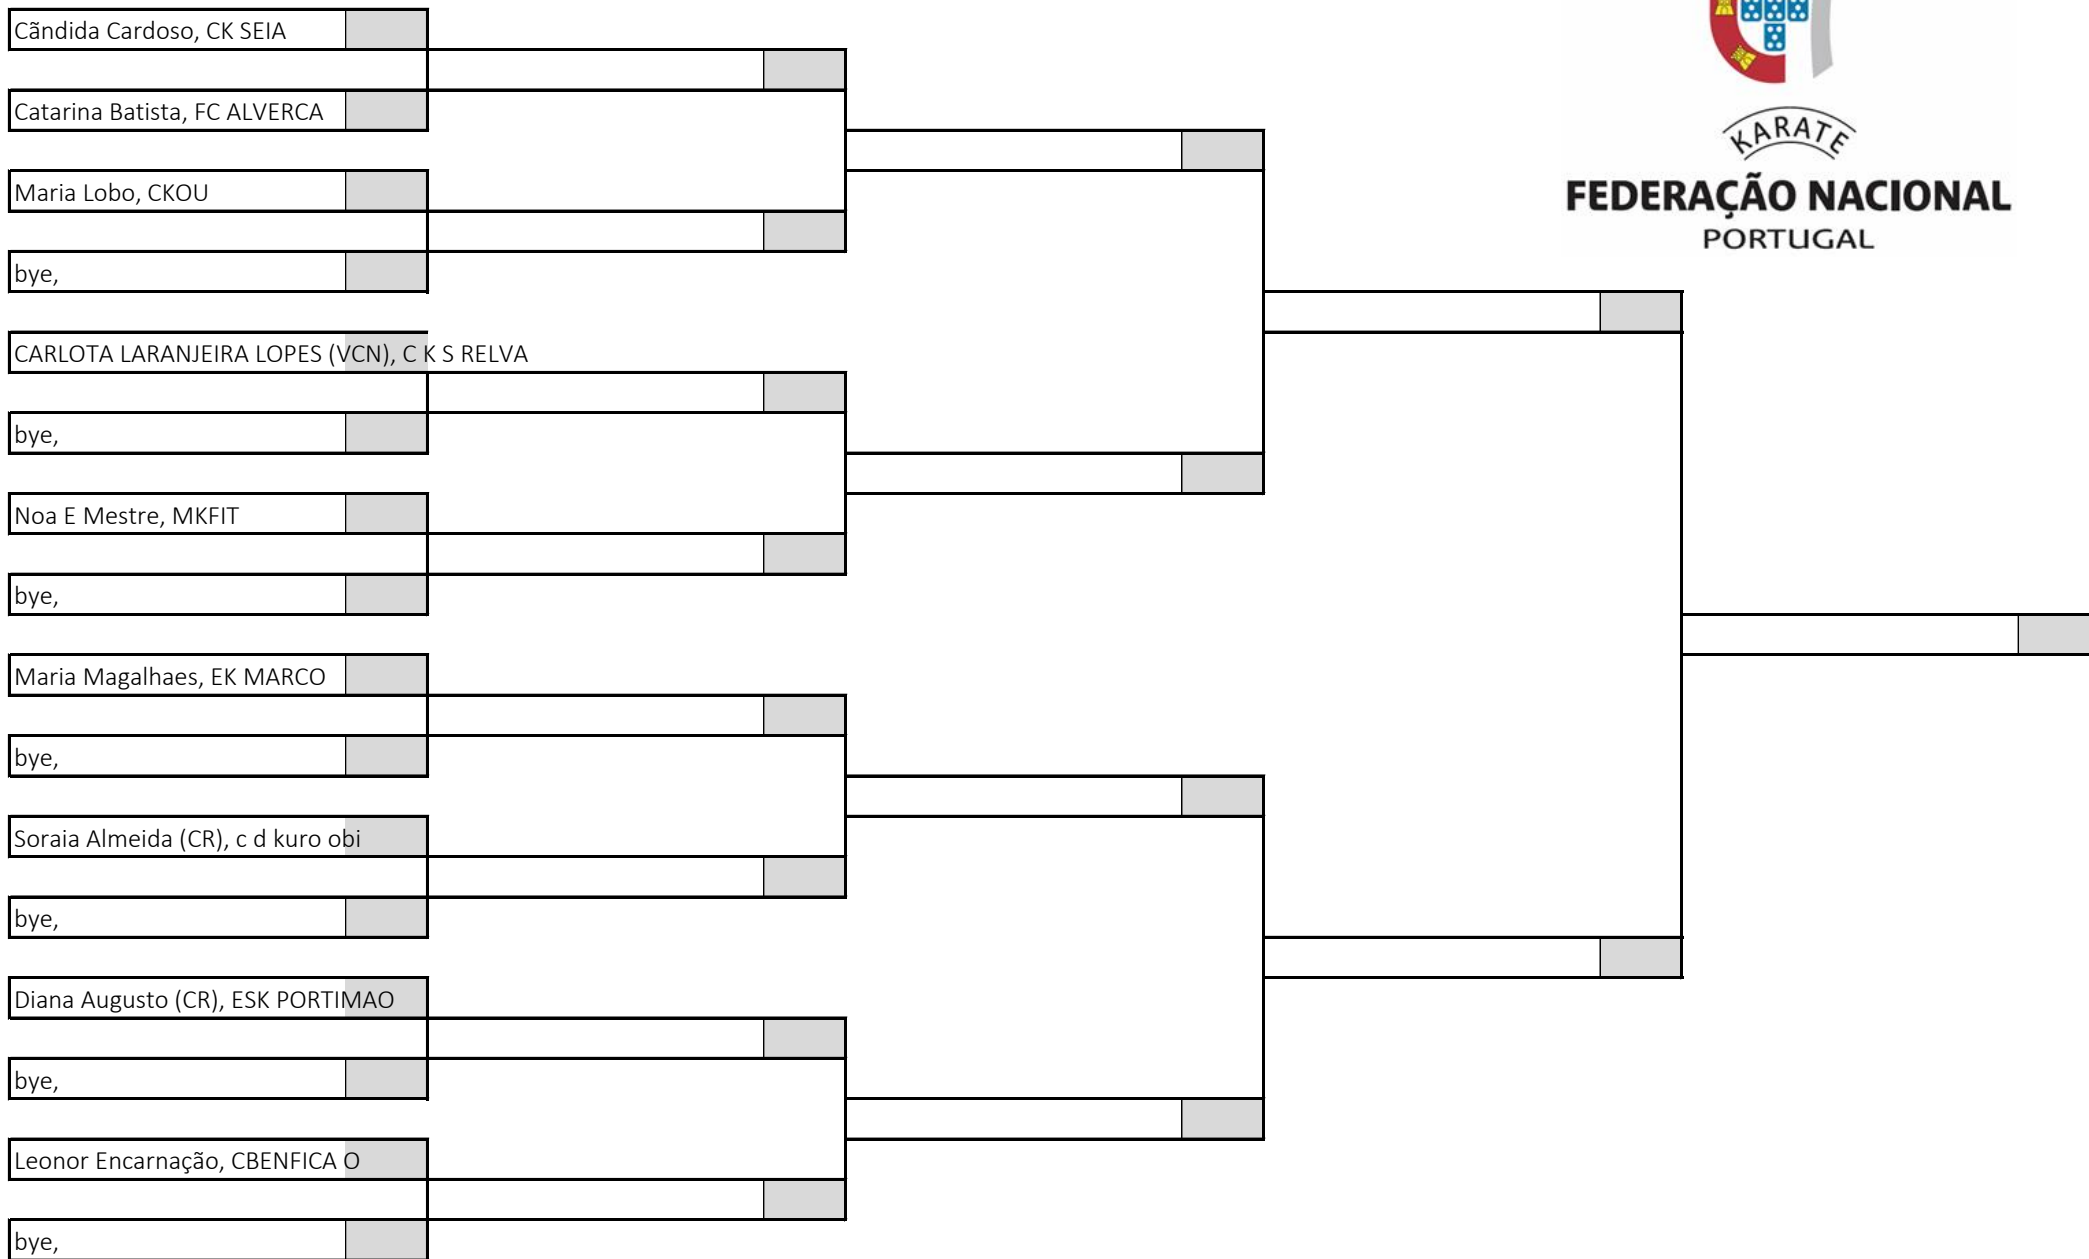 Cãndida Cardoso, CK SEIA
Catarina Batista, FC ALVERCA
Maria Lobo, CKOU
bye,
CARLOTA LARANJEIRA LOPES (VCN), C K S RELVA
bye,
Noa E Mestre, MKFIT
bye,
Maria Magalhaes, EK MARCO
bye,
Soraia Almeida (CR), c d kuro obi
bye,
Diana Augusto (CR), ESK PORTIMAO
bye,
Leonor Encarnação, CBENFICA O
bye,
KARATE
FEDERAÇÃO NACIONAL
PORTUGAL